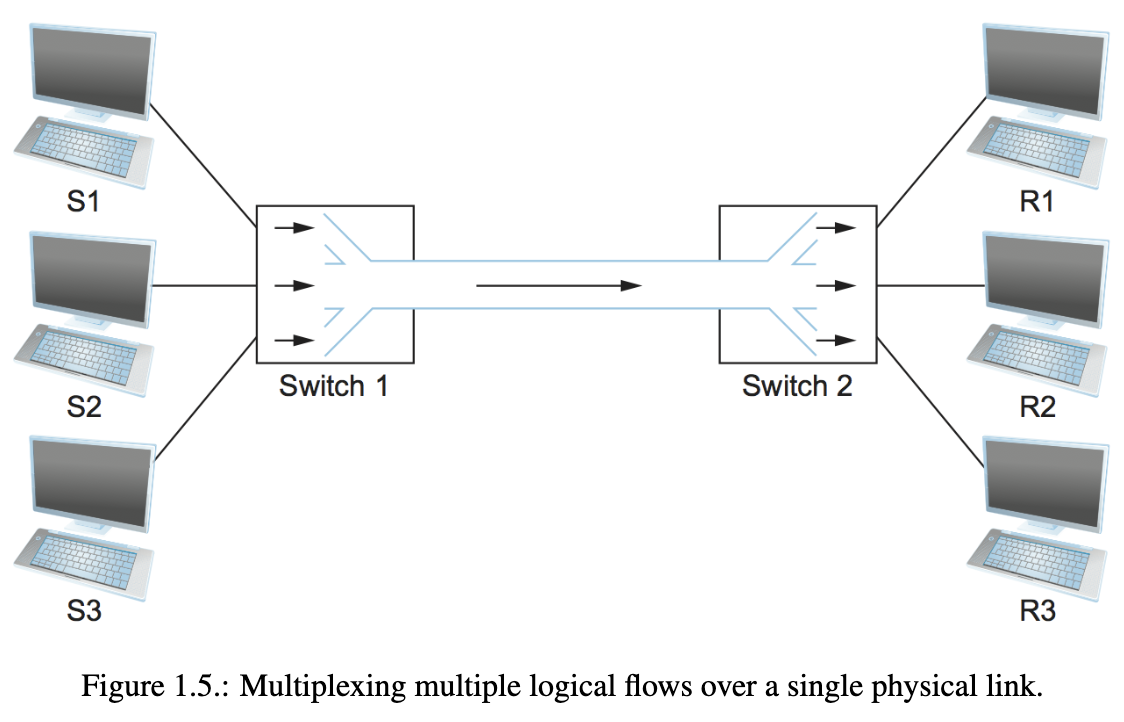 S1
R1
Switch 1
Switch 2
S2
R2
S3
R3
Figure 1.5.: Multiplexing multiple logical flows over a single physical link.